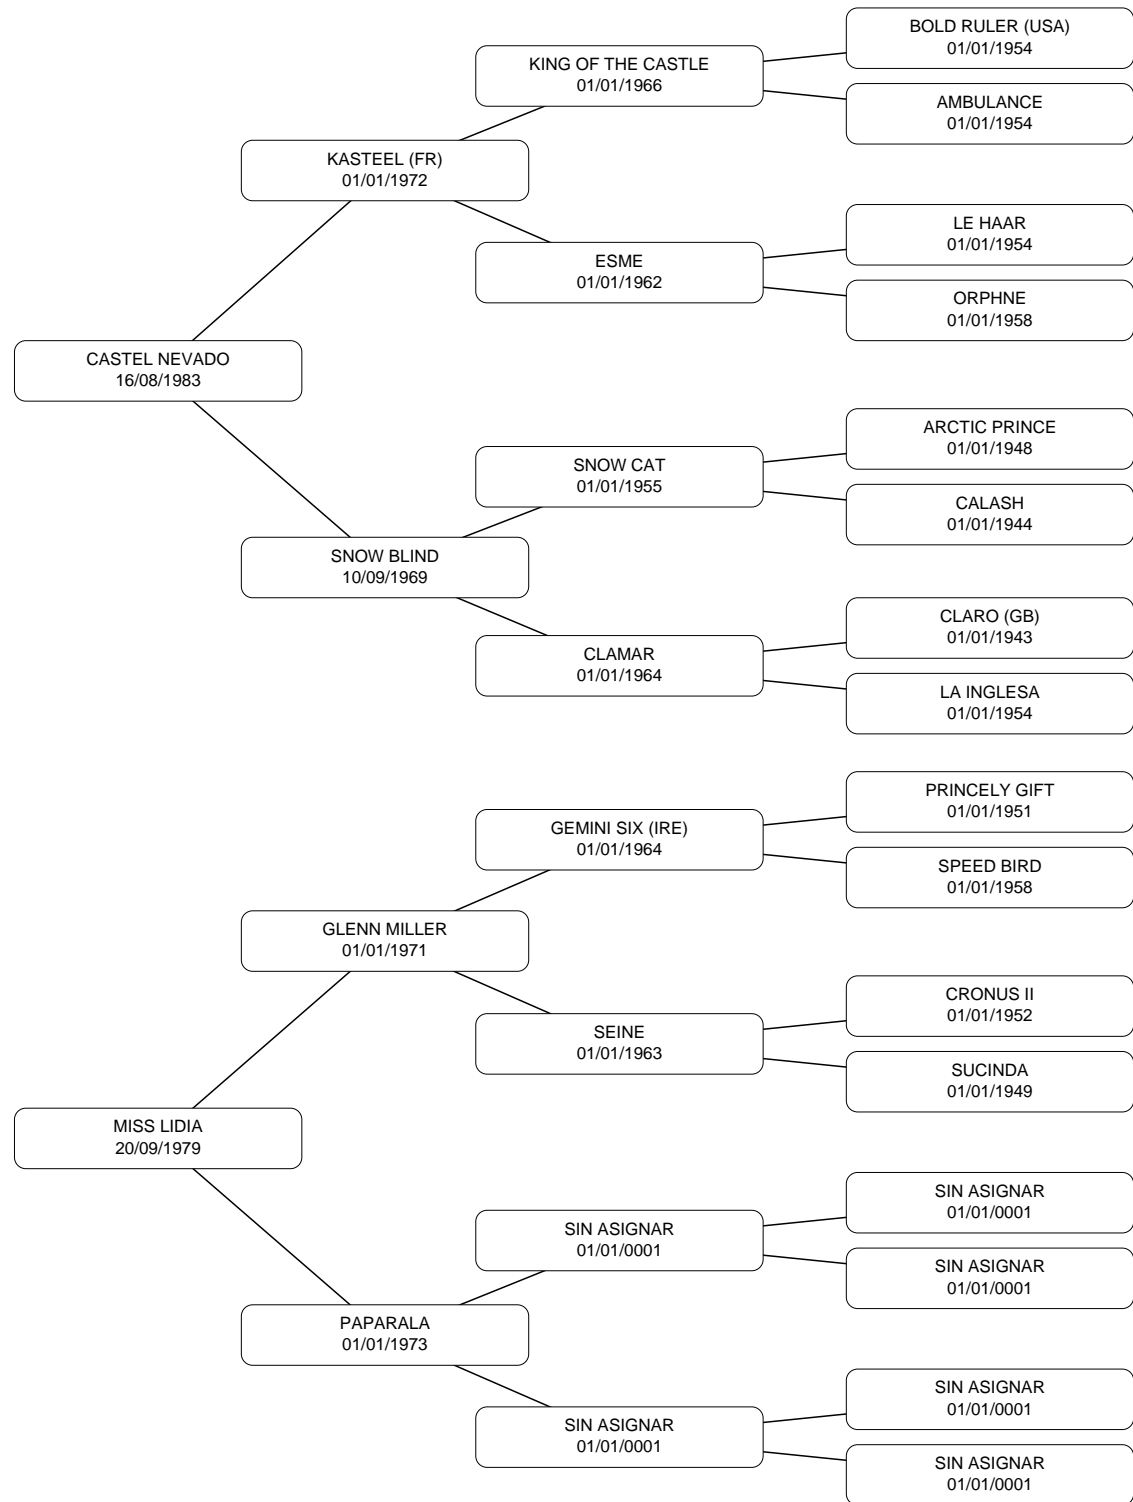 BOLD RULER (USA)
01/01/1954
KING OF THE CASTLE
01/01/1966
AMBULANCE
01/01/1954
KASTEEL (FR)
01/01/1972
LE HAAR
01/01/1954
ESME
01/01/1962
ORPHNE
01/01/1958
CASTEL NEVADO
16/08/1983
ARCTIC PRINCE
01/01/1948
SNOW CAT
01/01/1955
CALASH
01/01/1944
SNOW BLIND
10/09/1969
CLARO (GB)
01/01/1943
CLAMAR
01/01/1964
LA INGLESA
01/01/1954
PRINCELY GIFT
01/01/1951
GEMINI SIX (IRE)
01/01/1964
SPEED BIRD
01/01/1958
GLENN MILLER
01/01/1971
CRONUS II
01/01/1952
SEINE
01/01/1963
SUCINDA
01/01/1949
MISS LIDIA
20/09/1979
SIN ASIGNAR
01/01/0001
SIN ASIGNAR
01/01/0001
SIN ASIGNAR
01/01/0001
PAPARALA
01/01/1973
SIN ASIGNAR
01/01/0001
SIN ASIGNAR
01/01/0001
SIN ASIGNAR
01/01/0001